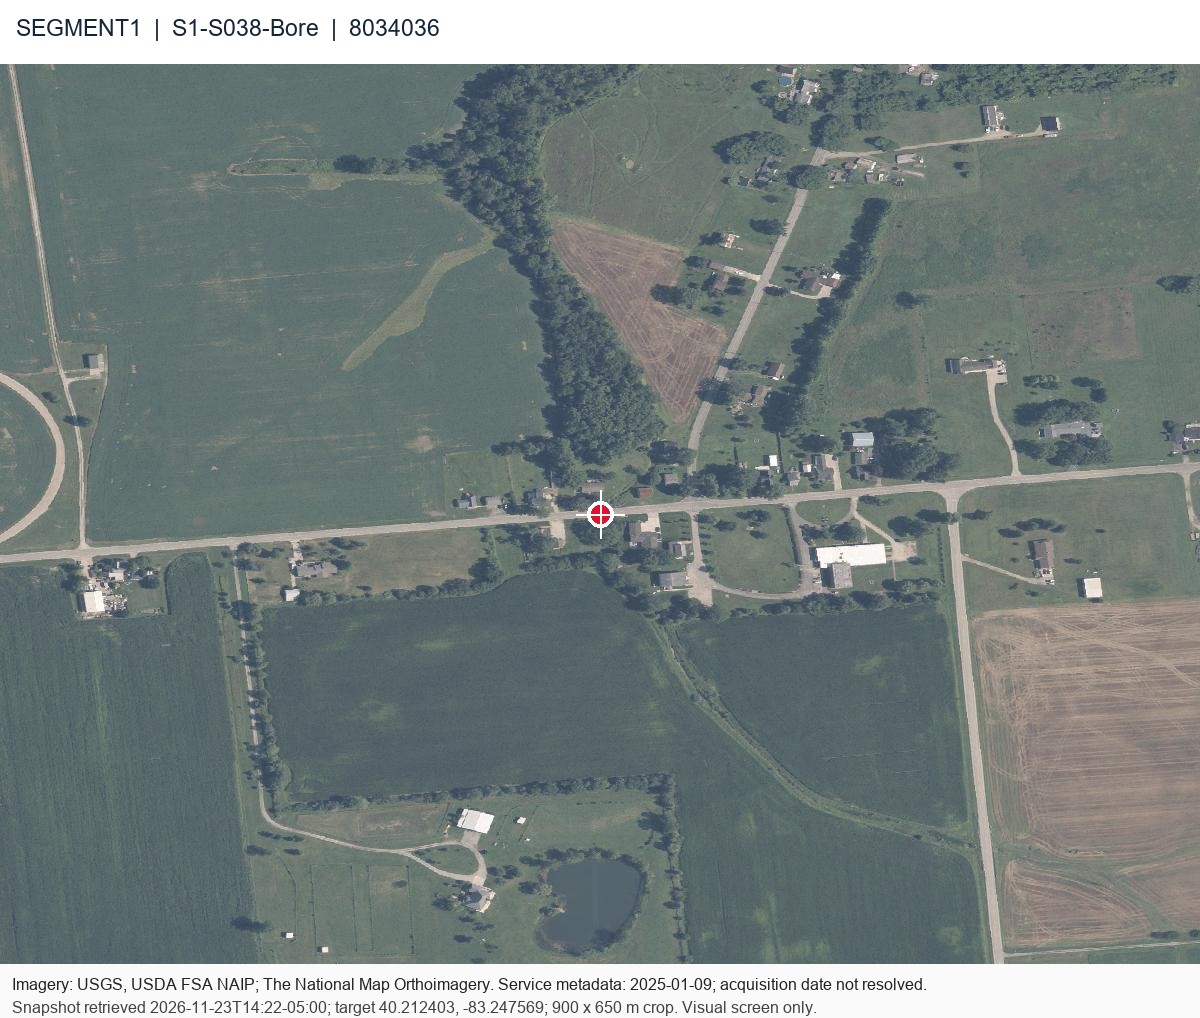 SEGMENT1 | S1-S038-Bore | 8034036
Imagery: USGS, USDA FSA NAIP; The National Map Orthoimagery. Service metadata: 2025-01-09; acquisition date not resolved.
Snapshot retrieved 2026-11-23T14:22-05:00; target 40.212403, -83.247569; 900 x 650 m crop. Visual screen only.